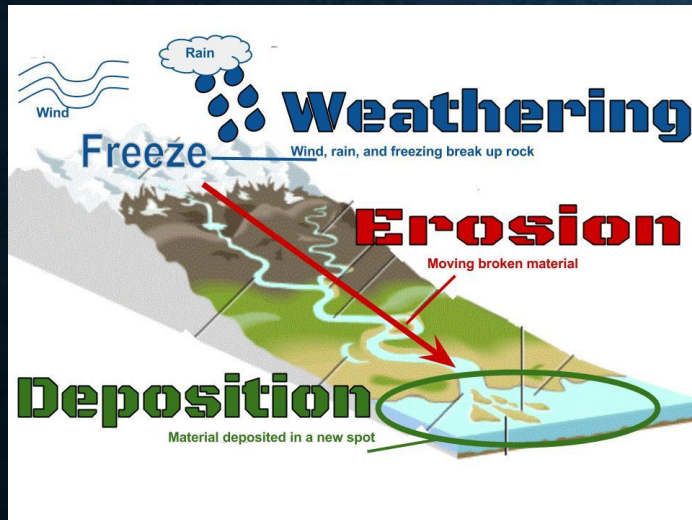 Rain
Wind
Weathering
Freeze
Wind, rain, and freezing break up rock
Erosion
Moving broken material
Deposition
Material deposited in a new spot